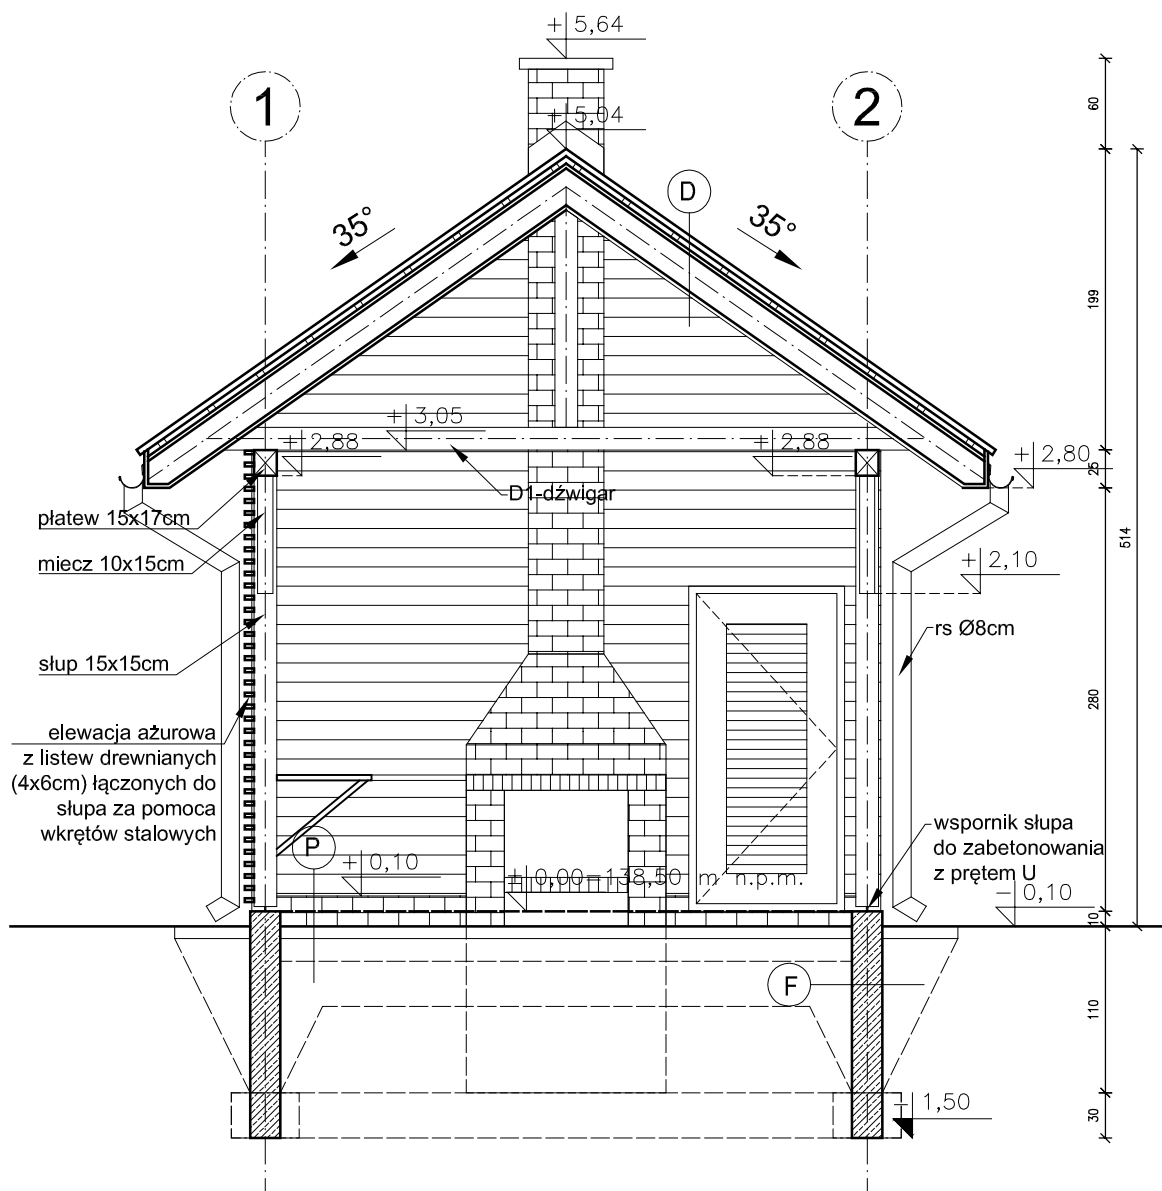 +5,64
1
2
60
+5,04
D
35°
35°
199
+3,05
+2,88
+2,88
+2,80
25
D1-dźwigar
płatew 15x17cm
514
miecz 10x15cm
+2,10
rs Ø8cm
słup 15x15cm
280
elewacja ażurowa
z listew drewnianych
(4x6cm) łączonych do
słupa za pomoca
wkrętów stalowych
wspornik słupa
do zabetonowania
z prętem U
P
+0,10
±0,00=138,50 m n.p.m.
-0,10
10
F
110
-1,50
30